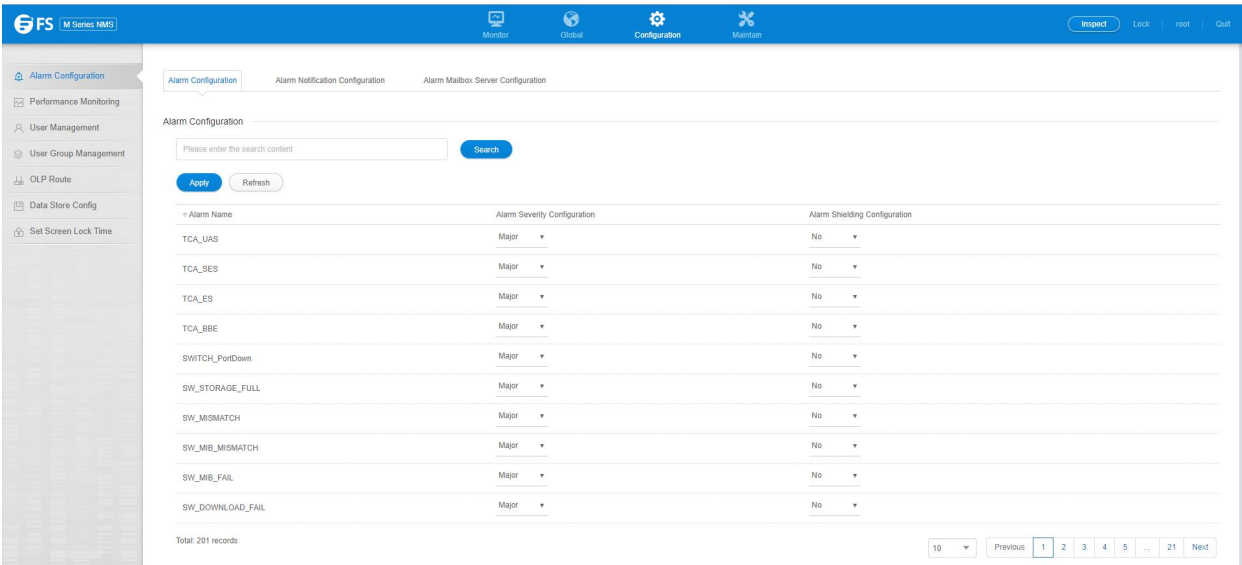 FS M Series NMS
Monitor Global Configuration Maintain
Inspect Lock root Quit
Alarm Configuration
Performance Monitoring
User Management
User Group Management
OLP Route
Data Store Config
Set Screen Lock Time
Alarm Configuration Alarm Notification Configuration Alarm Mailbox Server Configuration
Alarm Configuration
Please enter the search content Search
Apply Refresh
Alarm Name Alarm Severity Configuration Alarm Shielding Configuration
TCA_UAS Major No
TCA_SES Major No
TCA_ES Major No
TCA_BBE Major No
SWITCH_PortDown Major No
SW_STORAGE_FULL Major No
SW_MISMATCH Major No
SW_MIB_MISMATCH Major No
SW_MIB_FAIL Major No
SW_DOWNLOAD_FAIL Major No
Total: 201 records
10 Previous 1 2 3 4 5 ... 21 Next